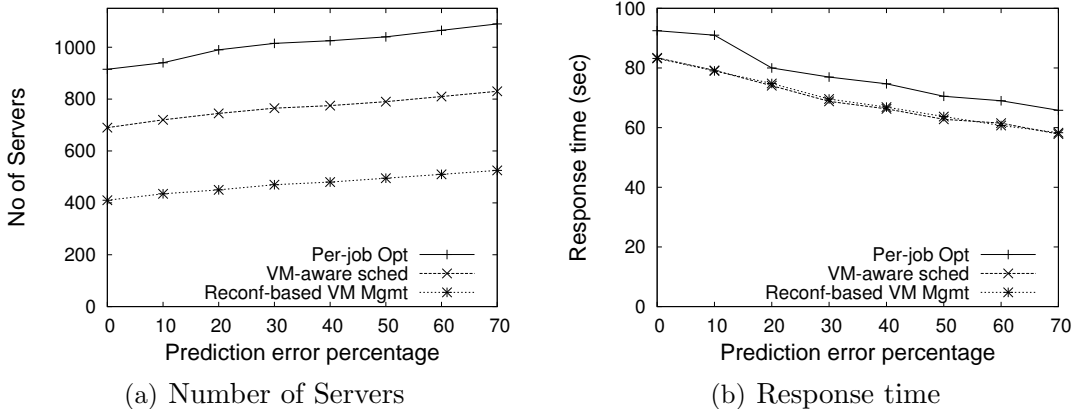 No of Servers
1000
800
600
400
200
0
0 10 20 30 40 50 60 70
Prediction error percentage
Per-job Opt
VM-aware sched
Reconf-based VM Mgmt
(a) Number of Servers
Response time (sec)
100
80
60
40
20
0
0 10 20 30 40 50 60 70
Prediction error percentage
Per-job Opt
VM-aware sched
Reconf-based VM Mgmt
(b) Response time